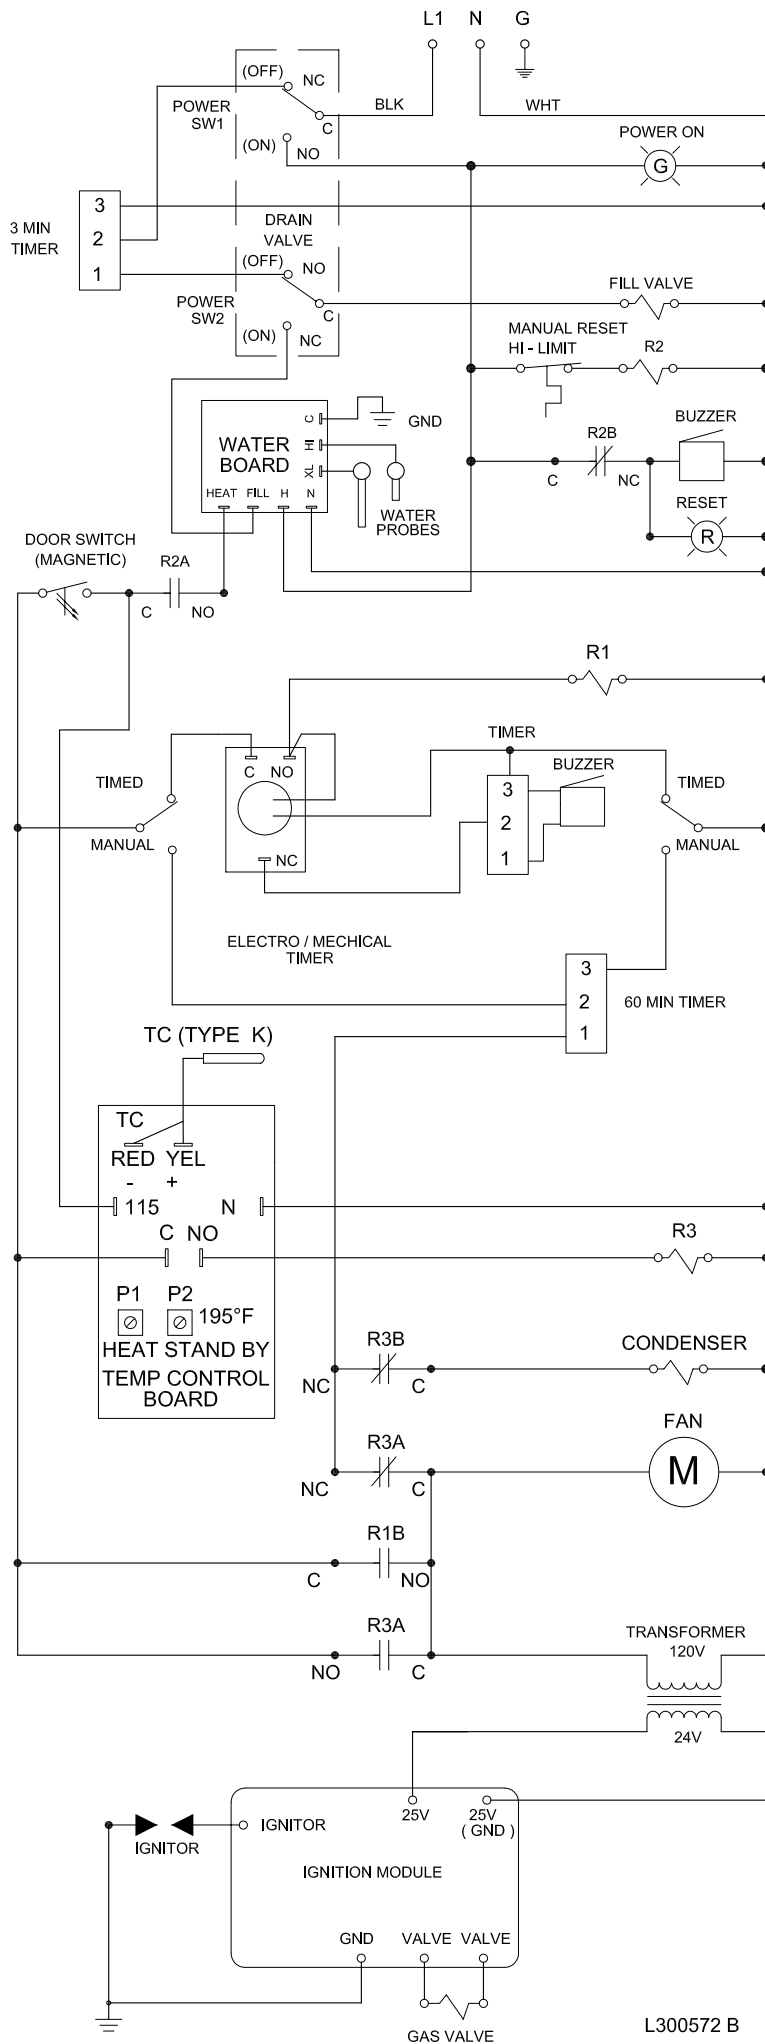 L1 N G
(OFF) NC
POWER
SW1
C
BLK
WHT
(ON) NO
POWER ON
G
3 MIN
TIMER
3
2
1
DRAIN
VALVE
(OFF) NO
POWER
SW2
C
FILL VALVE
(ON) NC
MANUAL RESET
HI - LIMIT
R2
WATER
BOARD
C
HI
XL
HEAT FILL H N
GND
WATER
PROBES
R2B
C NC
BUZZER
RESET
R
DOOR SWITCH
(MAGNETIC)
R2A
C NO
R1
TIMED
MANUAL
C NO
NC
TIMER
3
2
1
BUZZER
TIMED
MANUAL
ELECTRO / MECHICAL
TIMER
3
2
1
60 MIN TIMER
TC (TYPE K)
TC
RED YEL
- +
115 N
C NO
R3
P1 P2
195°F
HEAT STAND BY
TEMP CONTROL
BOARD
R3B
NC C
CONDENSER
R3A
NC C
FAN
M
R1B
C NO
R3A
NO C
TRANSFORMER
120V
24V
25V 25V
( GND )
IGNITOR
IGNITOR
IGNITION MODULE
GND VALVE VALVE
GAS VALVE
L300572 B